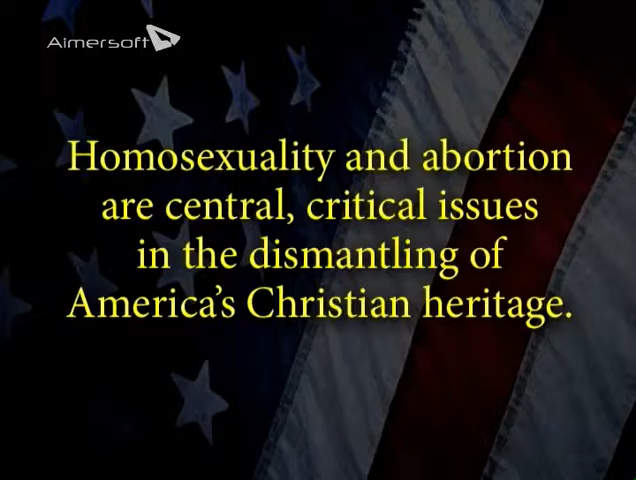 Aimersoft
Homosexuality and abortion
are central, critical issues
in the dismantling of
America's Christian heritage.